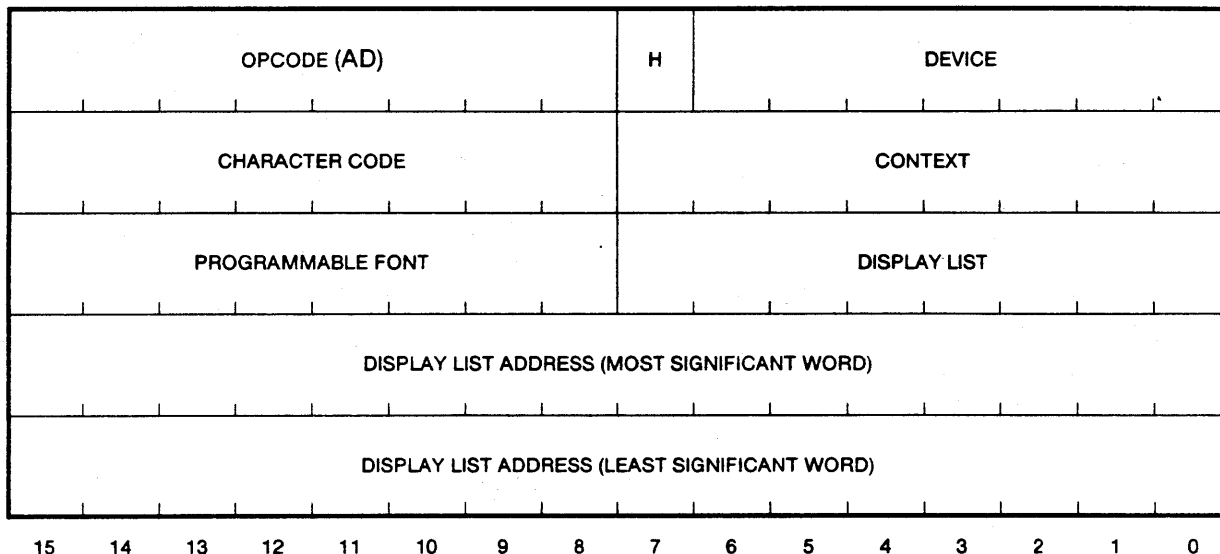 OPCODE (AD) H DEVICE
CHARACTER CODE CONTEXT
PROGRAMMABLE FONT DISPLAY LIST
DISPLAY LIST ADDRESS (MOST SIGNIFICANT WORD)
DISPLAY LIST ADDRESS (LEAST SIGNIFICANT WORD)
15 14 13 12 11 10 9 8 7 6 5 4 3 2 1 0